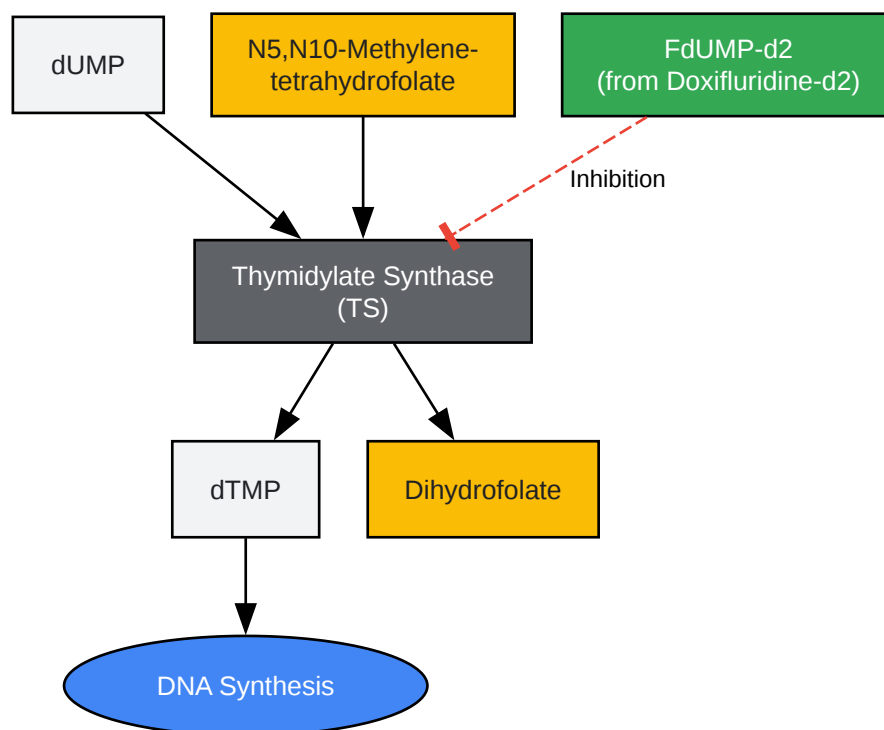 dUMP
N5,N10-Methylene-
tetrahydrofolate
FdUMP-d2
(from Doxifluridine-d2)
Inhibition
Thymidylate Synthase
(TS)
dTMP
Dihydrofolate
DNA Synthesis